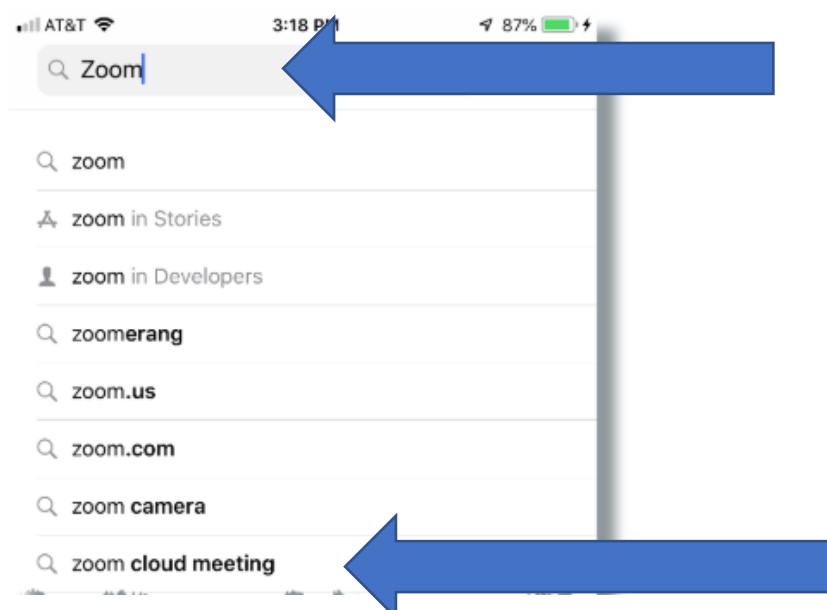 AT&T 3:18 PM 87%
Zoom
zoom
zoom in Stories
zoom in Developers
zoomerang
zoom.us
zoom.com
zoom camera
zoom cloud meeting